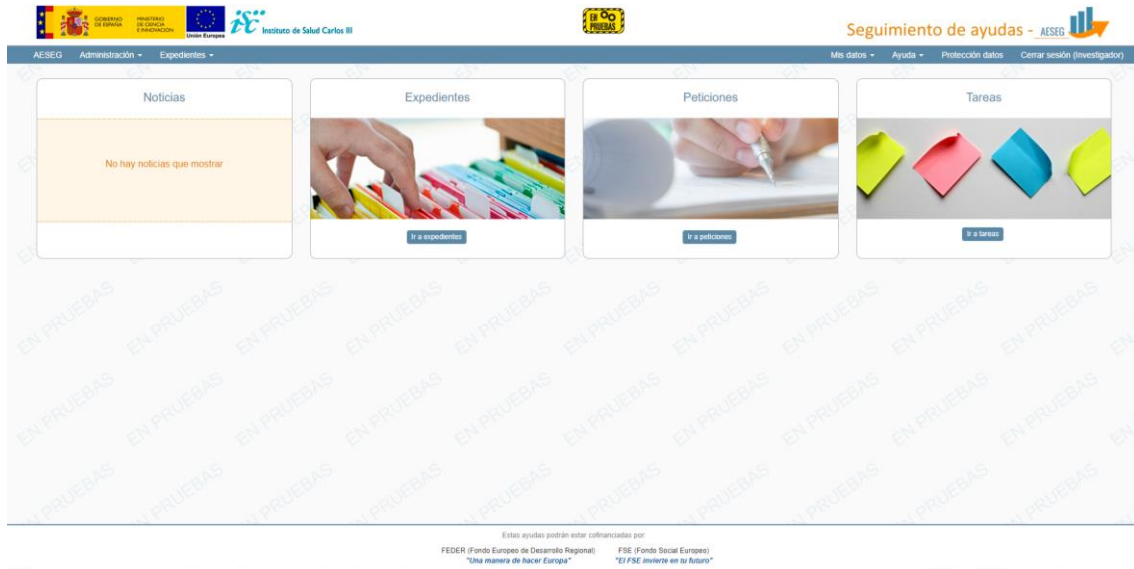 GOBIERNO DE ESPAÑA
MINISTERIO DE CIENCIA E INNOVACIÓN
Unión Europea
Instituto de Salud Carlos III
EN PRUEBAS
Seguimiento de ayudas - AESEG
AESEG Administración Expedientes Mis datos Ayuda Protección datos Cerrar sesión (Investigador)
Noticias
No hay noticias que mostrar
Expedientes
Ir a expedientes
Peticiones
Ir a peticiones
Tareas
Ir a tareas
EN PRUEBAS
Estas ayudas podrán estar cofinanciadas por:
FEDER (Fondo Europeo de Desarrollo Regional) FSE (Fondo Social Europeo)
"Una manera de hacer Europa" "El FSE invierte en tu futuro"